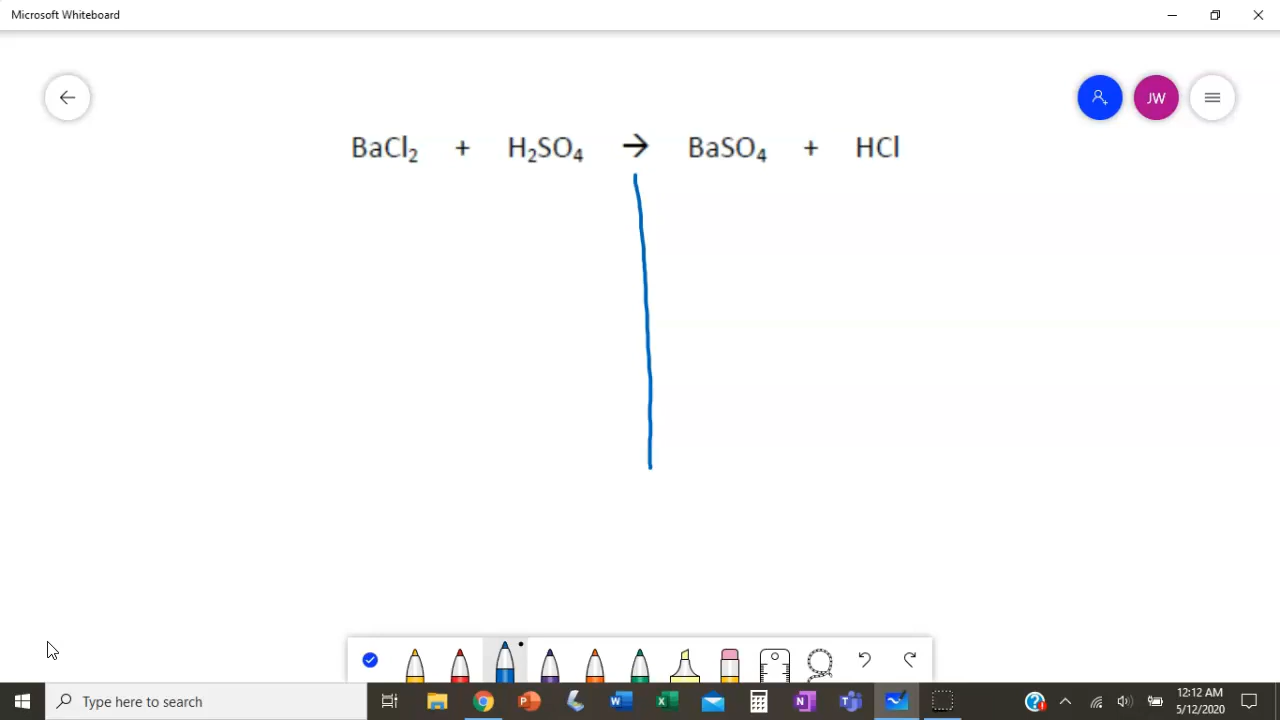 Microsoft Whiteboard
JW
BaCl₂ + H₂SO₄ → BaSO₄ + HCl
Type here to search
12:12 AM
5/12/2020